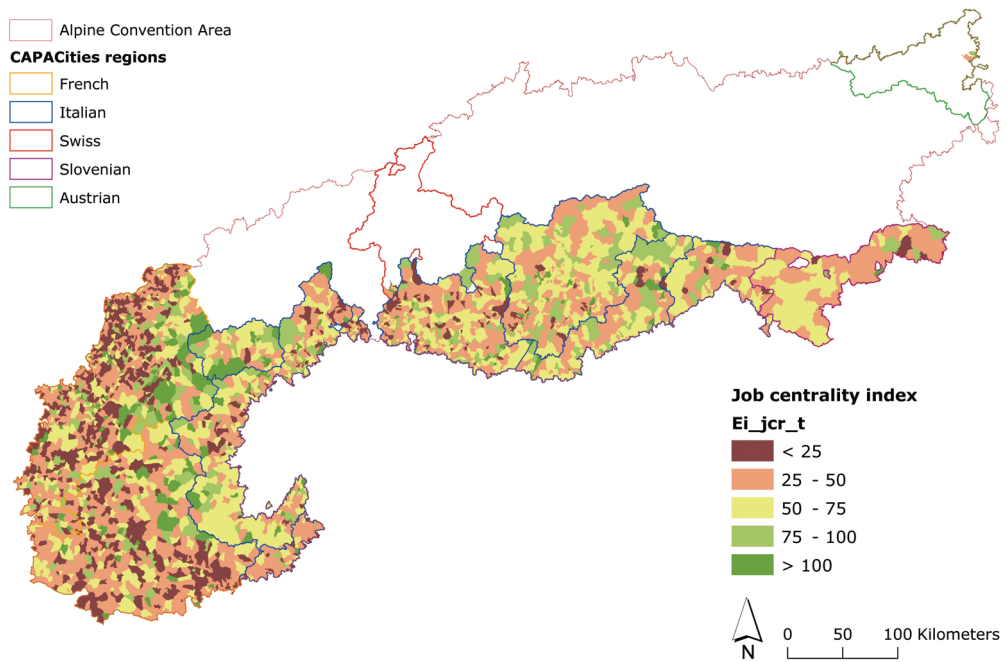 Alpine Convention Area
CAPACities regions
French
Italian
Swiss
Slovenian
Austrian
Job centrality index
Ei_jcr_t
< 25
25 - 50
50 - 75
75 - 100
> 100
N
0 50 100 Kilometers